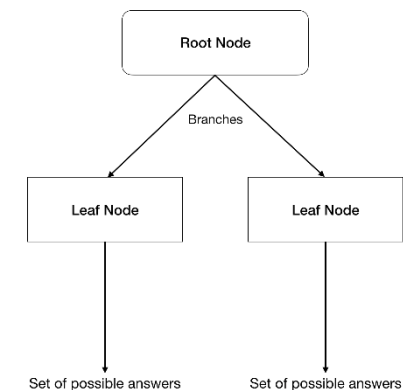 Root Node
Branches
Leaf Node
Leaf Node
Set of possible answers
Set of possible answers